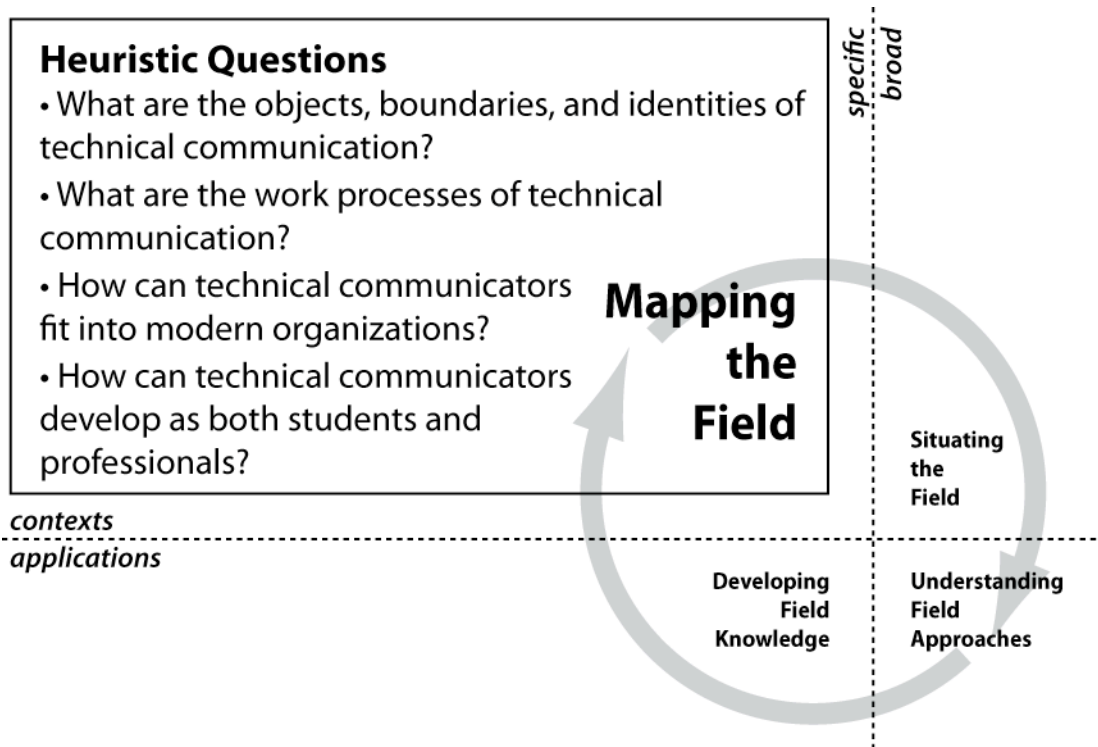 Heuristic Questions
• What are the objects, boundaries, and identities of
technical communication?
• What are the work processes of technical
communication?
• How can technical communicators
fit into modern organizations?
• How can technical communicators
develop as both students and
professionals?
Mapping
the
Field
specific
broad
contexts
applications
Situating
the
Field
Developing
Field
Knowledge
Understanding
Field
Approaches